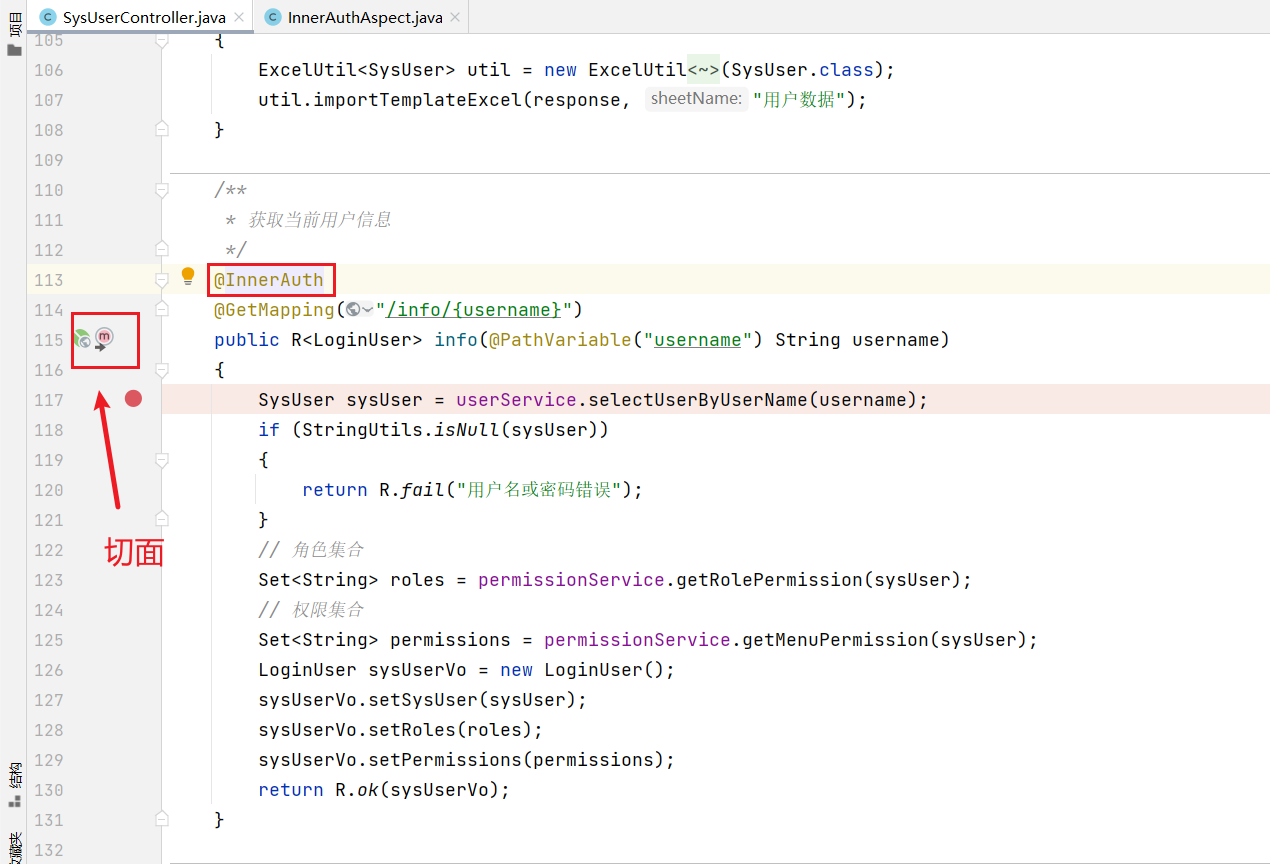 项目
SysUserController.java
InnerAuthAspect.java
105 {
106 ExcelUtil<SysUser> util = new ExcelUtil<~>(SysUser.class);
107 util.importTemplateExcel(response, sheetName: "用户数据");
108 }
109
110 /**
111 * 获取当前用户信息
112 */
113 @InnerAuth
114 @GetMapping("/info/{username}")
115 public R<LoginUser> info(@PathVariable("username") String username)
116 {
117 SysUser sysUser = userService.selectUserByUserName(username);
118 if (StringUtils.isNull(sysUser))
119 {
120 return R.fail("用户名或密码错误");
121 }
切面
122 // 角色集合
123 Set<String> roles = permissionService.getRolePermission(sysUser);
124 // 权限集合
125 Set<String> permissions = permissionService.getMenuPermission(sysUser);
126 LoginUser sysUserVo = new LoginUser();
127 sysUserVo.setSysUser(sysUser);
128 sysUserVo.setRoles(roles);
129 sysUserVo.setPermissions(permissions);
130 return R.ok(sysUserVo);
131 }
132
结构
收藏夹